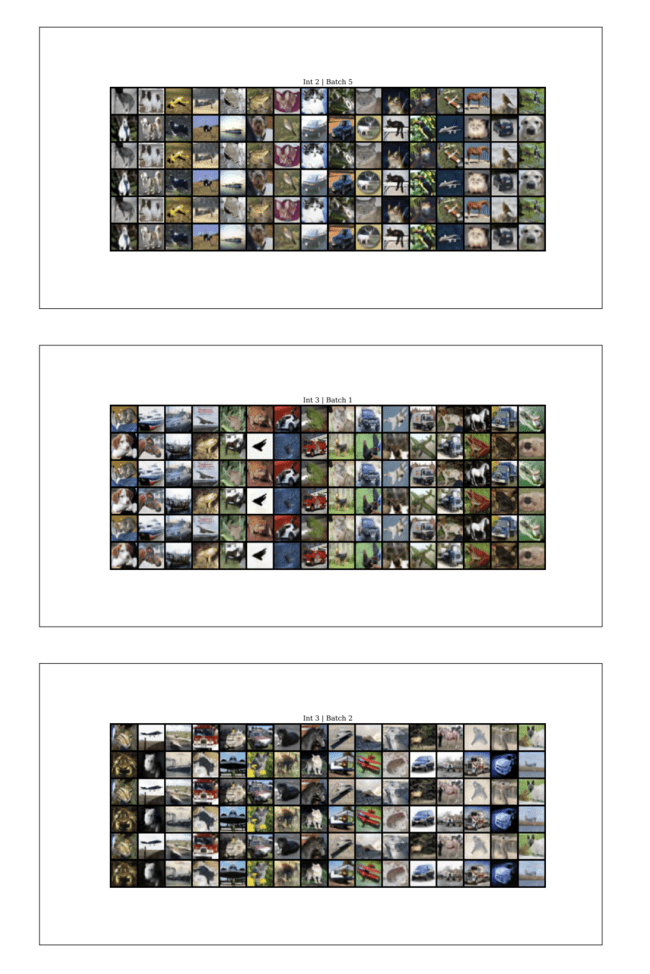 Int 2 | Batch 5
Int 3 | Batch 1
Int 3 | Batch 2